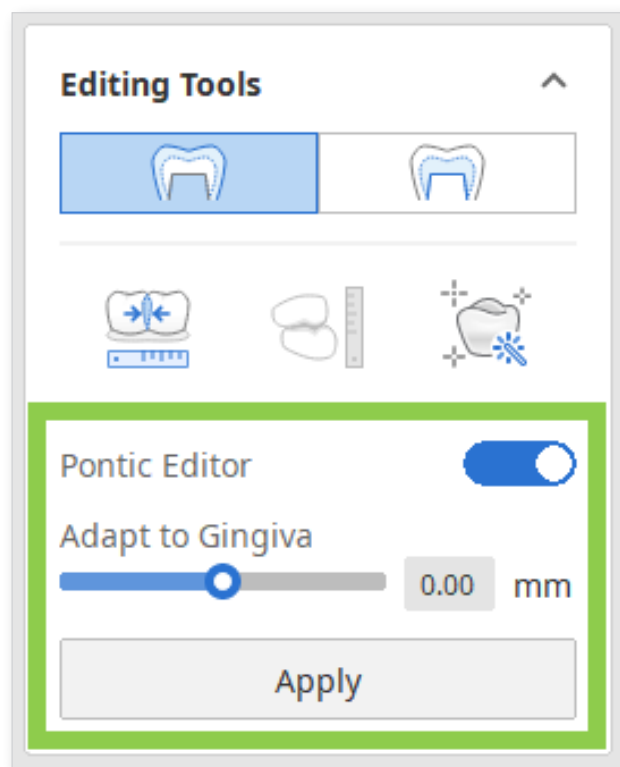 Editing Tools
Pontic Editor
Adapt to Gingiva
0.00 mm
Apply